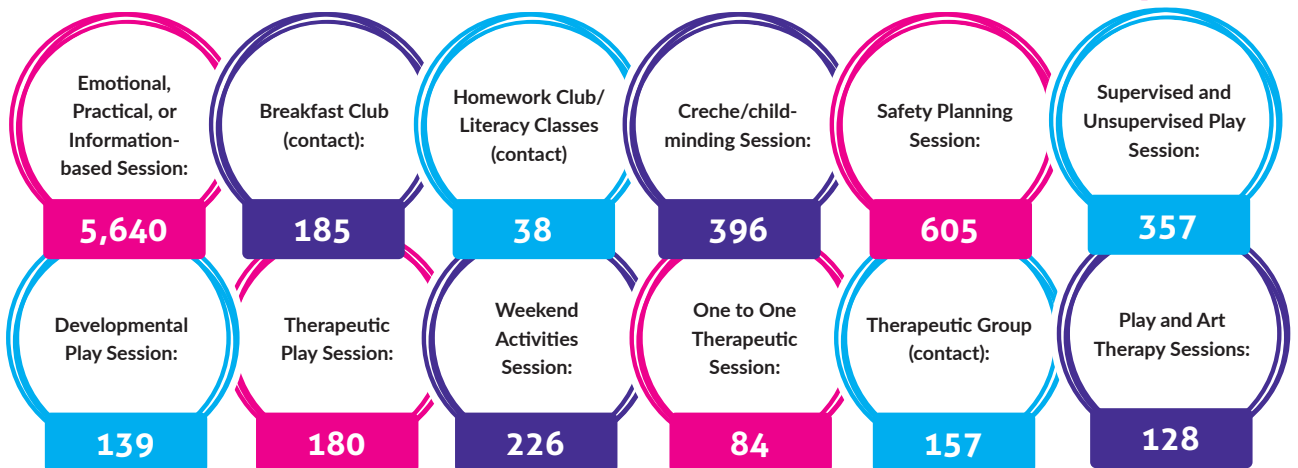 Emotional,
Practical, or
Information-
based Session:
5,640
Breakfast Club
(contact):
185
Homework Club/
Literacy Classes
(contact)
38
Creche/child-
minding Session:
396
Safety Planning
Session:
605
Supervised and
Unsupervised Play
Session:
357
Developmental
Play Session:
139
Therapeutic
Play Session:
180
Weekend
Activities
Session:
226
One to One
Therapeutic
Session:
84
Therapeutic Group
(contact):
157
Play and Art
Therapy Sessions:
128